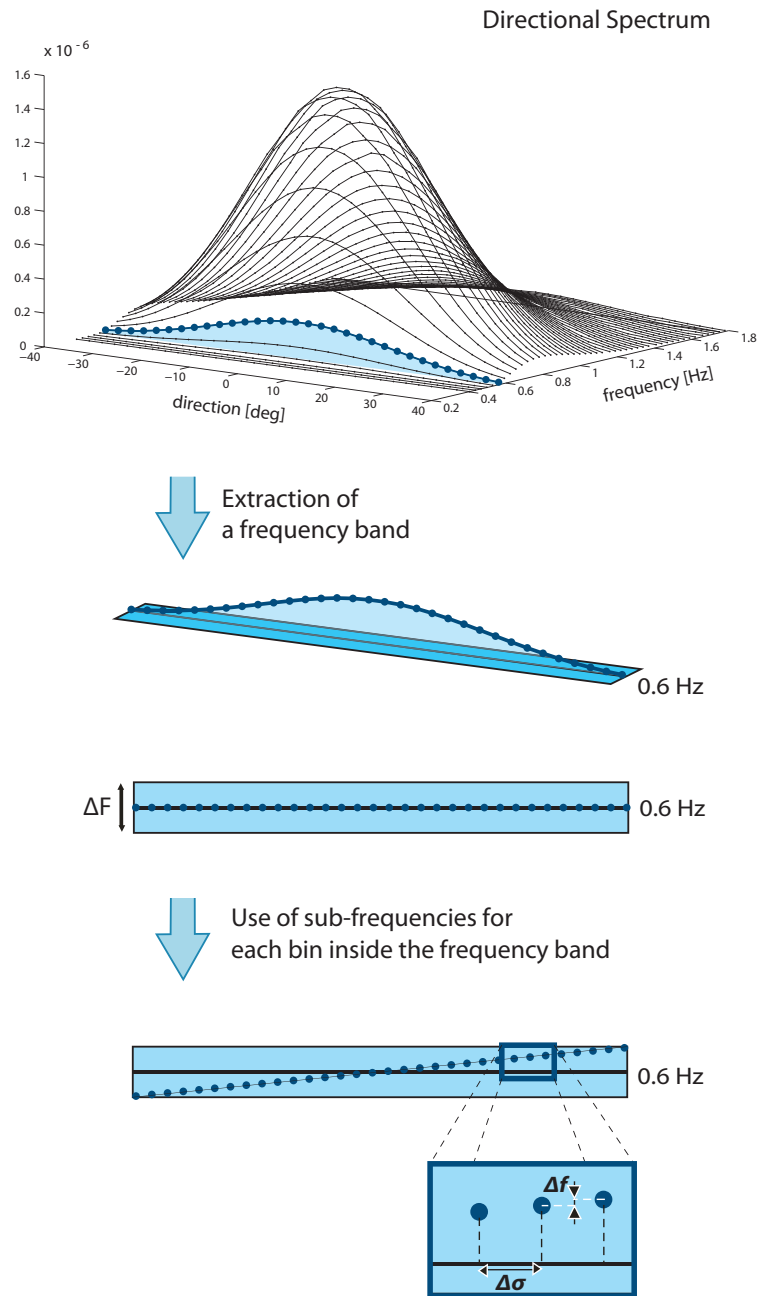 Directional Spectrum
x 10⁻⁶
1.6
1.4
1.2
1
0.8
0.6
0.4
0.2
0
−40
−30
−20
−10
0
10
20
30
40
direction [deg]
0.2
0.4
0.6
0.8
1
1.2
1.4
1.6
1.8
frequency [Hz]
Extraction of
a frequency band
0.6 Hz
ΔF
0.6 Hz
Use of sub-frequencies for
each bin inside the frequency band
0.6 Hz
Δf
Δσ